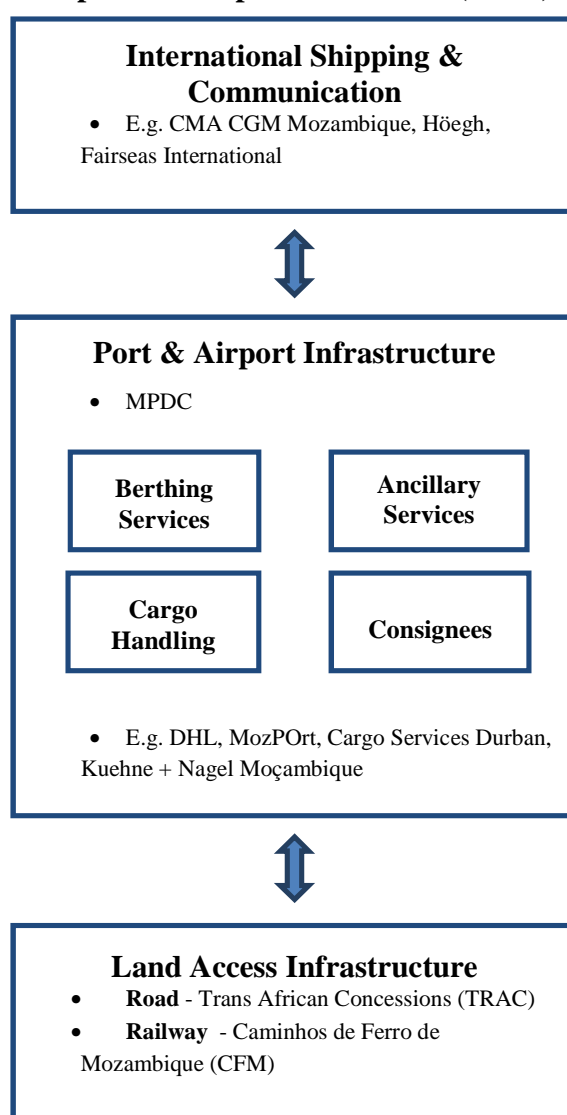 International Shipping &
Communication
• E.g. CMA CGM Mozambique, Höegh,
Fairseas International
Port & Airport Infrastructure
• MPDC
Berthing
Services
Ancillary
Services
Cargo
Handling
Consignees
• E.g. DHL, MozPOrt, Cargo Services Durban,
Kuehne + Nagel Moçambique
Land Access Infrastructure
• Road - Trans African Concessions (TRAC)
• Railway - Caminhos de Ferro de
Mozambique (CFM)